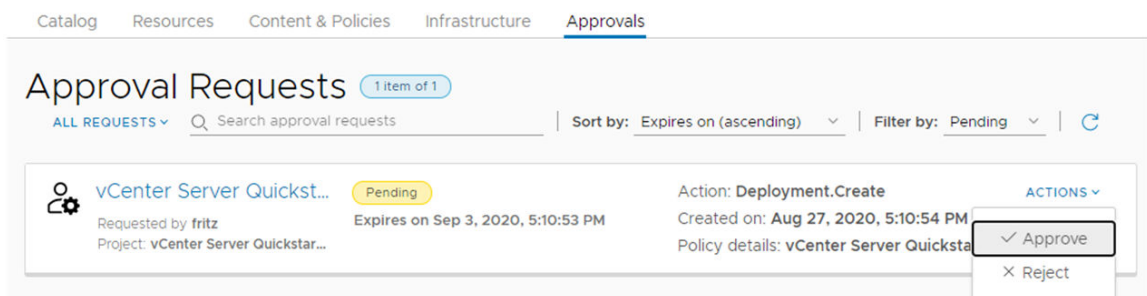 Catalog Resources Content & Policies Infrastructure Approvals
Approval Requests 1 item of 1
ALL REQUESTS Search approval requests Sort by: Expires on (ascending) Filter by: Pending
vCenter Server Quickst... Pending Action: Deployment.Create ACTIONS
Requested by fritz Expires on Sep 3, 2020, 5:10:53 PM Created on: Aug 27, 2020, 5:10:54 PM
Project: vCenter Server Quickstar... Policy details: vCenter Server Quicksta
Approve
Reject